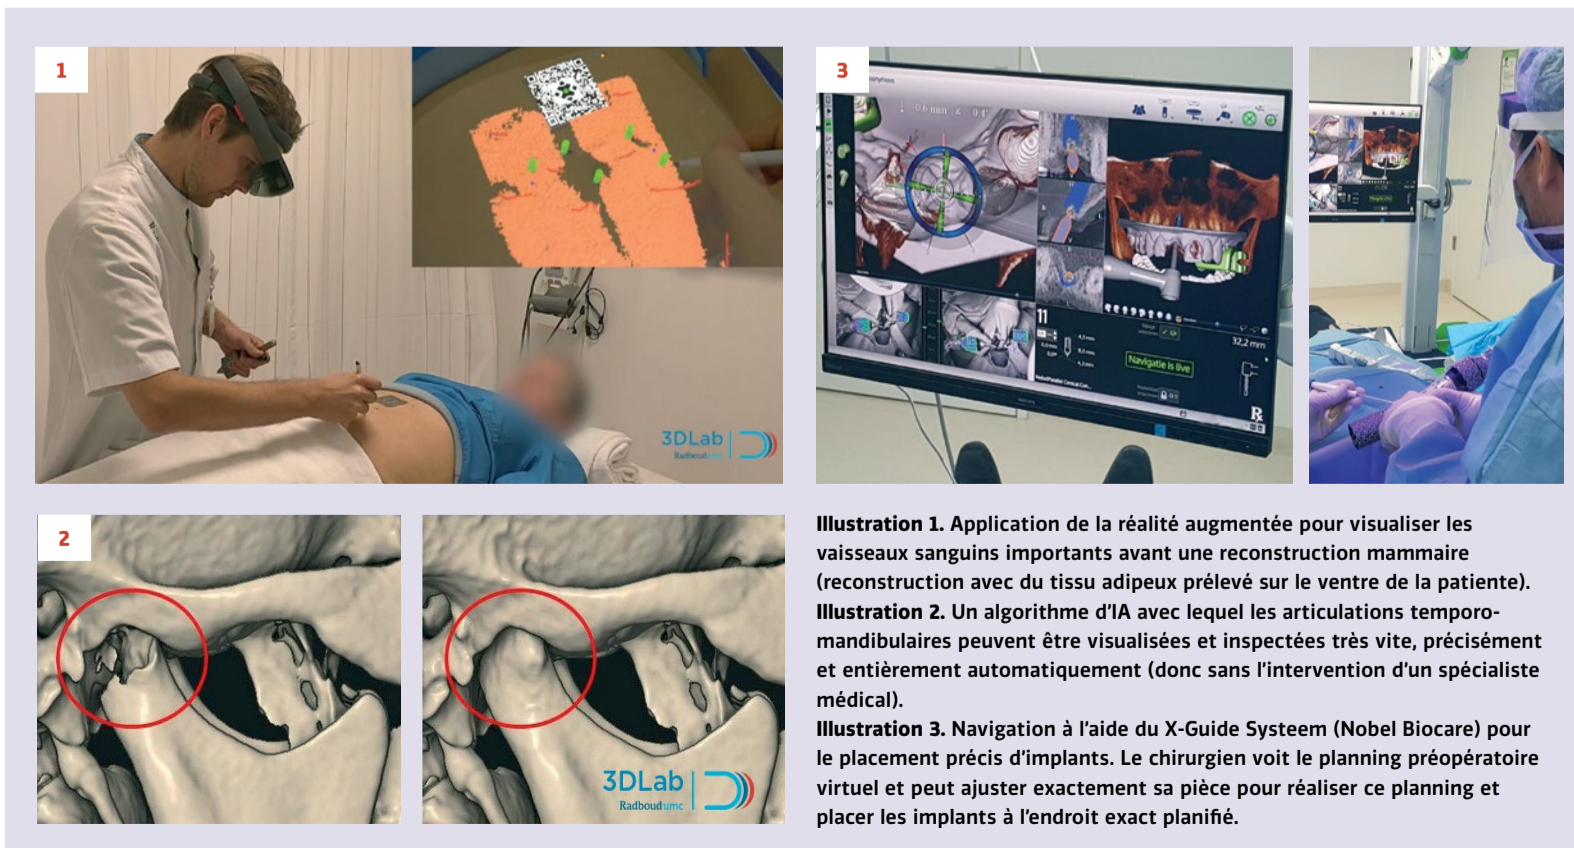 1
3DLab
Radboudumc
2
3DLab
Radboudumc
3
-0.6 mm
0.4°
11
32,2 mm
Navigatie is live
Illustration 1. Application de la réalité augmentée pour visualiser les
vaisseaux sanguins importants avant une reconstruction mammaire
(reconstruction avec du tissu adipeux prélevé sur le ventre de la patiente).
Illustration 2. Un algorithme d’IA avec lequel les articulations temporo-
mandibulaires peuvent être visualisées et inspectées très vite, précisément
et entièrement automatiquement (donc sans l’intervention d’un spécialiste
médical).
Illustration 3. Navigation à l’aide du X-Guide Systeem (Nobel Biocare) pour
le placement précis d’implants. Le chirurgien voit le planning préopératoire
virtuel et peut ajuster exactement sa pièce pour réaliser ce planning et
placer les implants à l’endroit exact planifié.